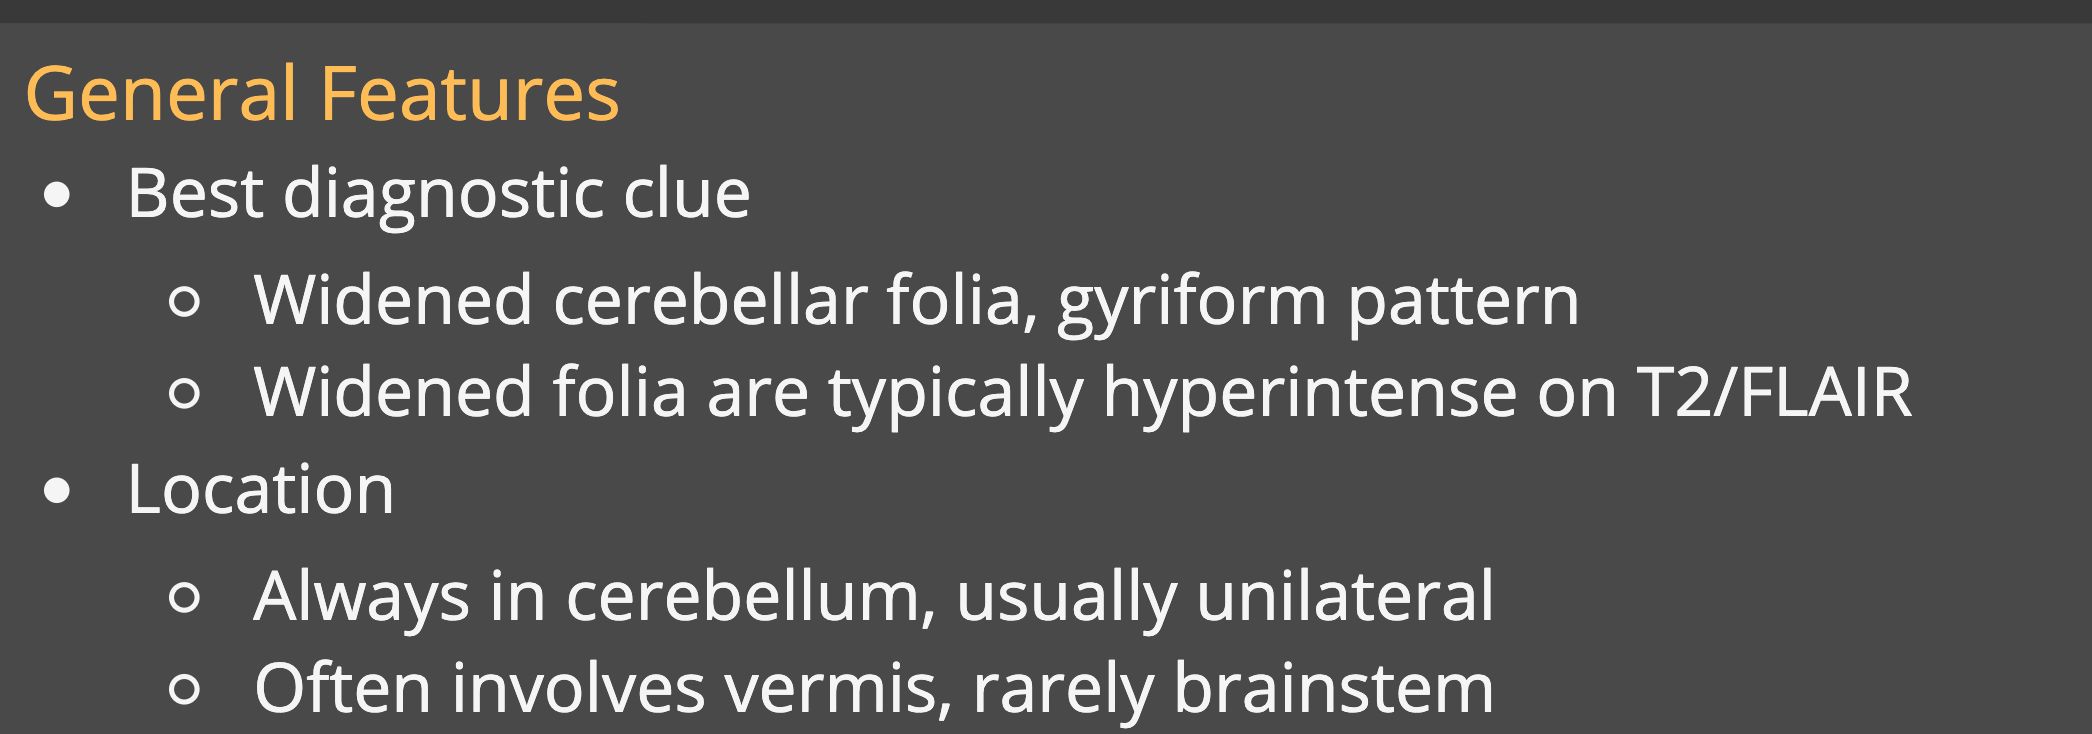 General Features
Best diagnostic clue
Widened cerebellar folia, gyriform pattern
Widened folia are typically hyperintense on T2/FLAIR
Location
Always in cerebellum, usually unilateral
Often involves vermis, rarely brainstem